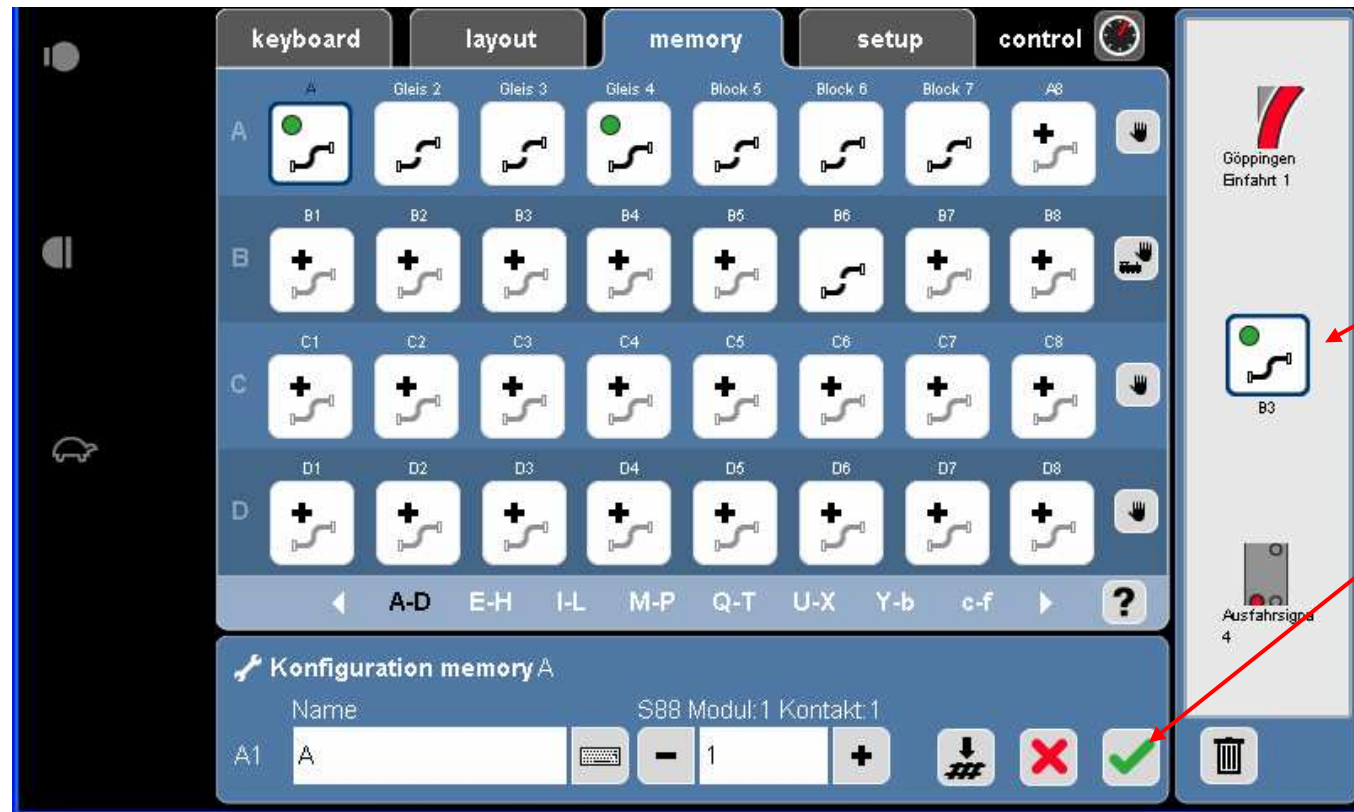 keyboard layout memory setup control
A Gleis 2 Gleis 3 Gleis 4 Block 5 Block 6 Block 7 A8
A
B1 B2 B3 B4 B5 B6 B7 B8
B
C1 C2 C3 C4 C5 C6 C7 C8
C
D1 D2 D3 D4 D5 D6 D7 D8
D
A-D E-H I-L M-P Q-T U-X Y-b c-f ?
Konfiguration memory A
Name S88 Modul:1 Kontakt:1
A1 A - 1 +
Göppingen
Einfahrt 1
B3
Ausfahrsigna
4